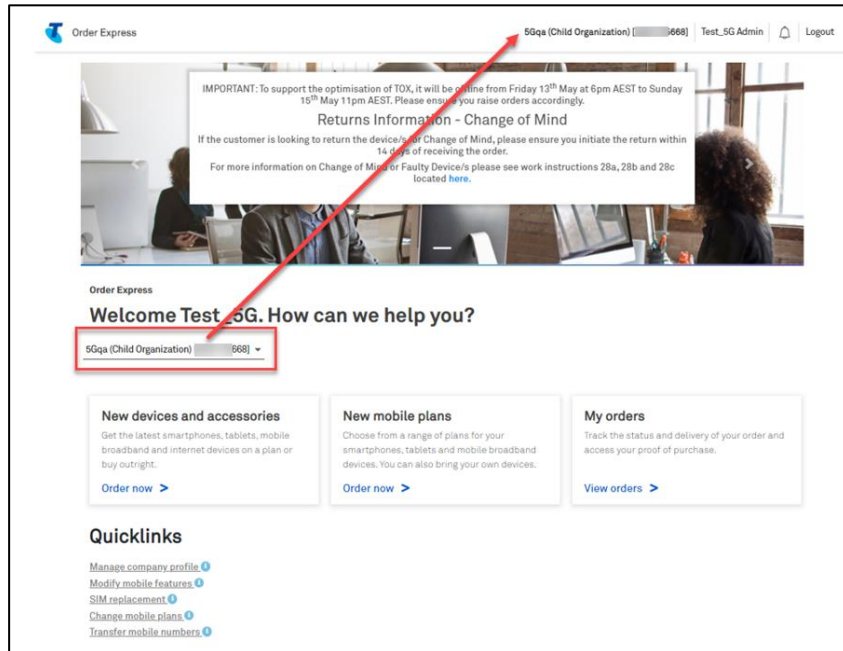 Order Express
5Gqa (Child Organization) [ 668] Test_5G Admin Logout
IMPORTANT: To support the optimisation of TOX, it will be offline from Friday 13th May at 6pm AEST to Sunday
15th May 11pm AEST. Please ensure you raise orders accordingly.
Returns Information - Change of Mind
If the customer is looking to return the device/s for Change of Mind, please ensure you initiate the return within
14 days of receiving the order.
For more information on Change of Mind or Faulty Device/s please see work instructions 28a, 28b and 28c
located here.
Order Express
Welcome Test_5G. How can we help you?
5Gqa (Child Organization) 668]
New devices and accessories
Get the latest smartphones, tablets, mobile
broadband and internet devices on a plan or
buy outright.
Order now >
New mobile plans
Choose from a range of plans for your
smartphones, tablets and mobile broadband
devices. You can also bring your own devices.
Order now >
My orders
Track the status and delivery of your order and
access your proof of purchase.
View orders >
Quicklinks
Manage company profile
Modify mobile features
SIM replacement
Change mobile plans
Transfer mobile numbers